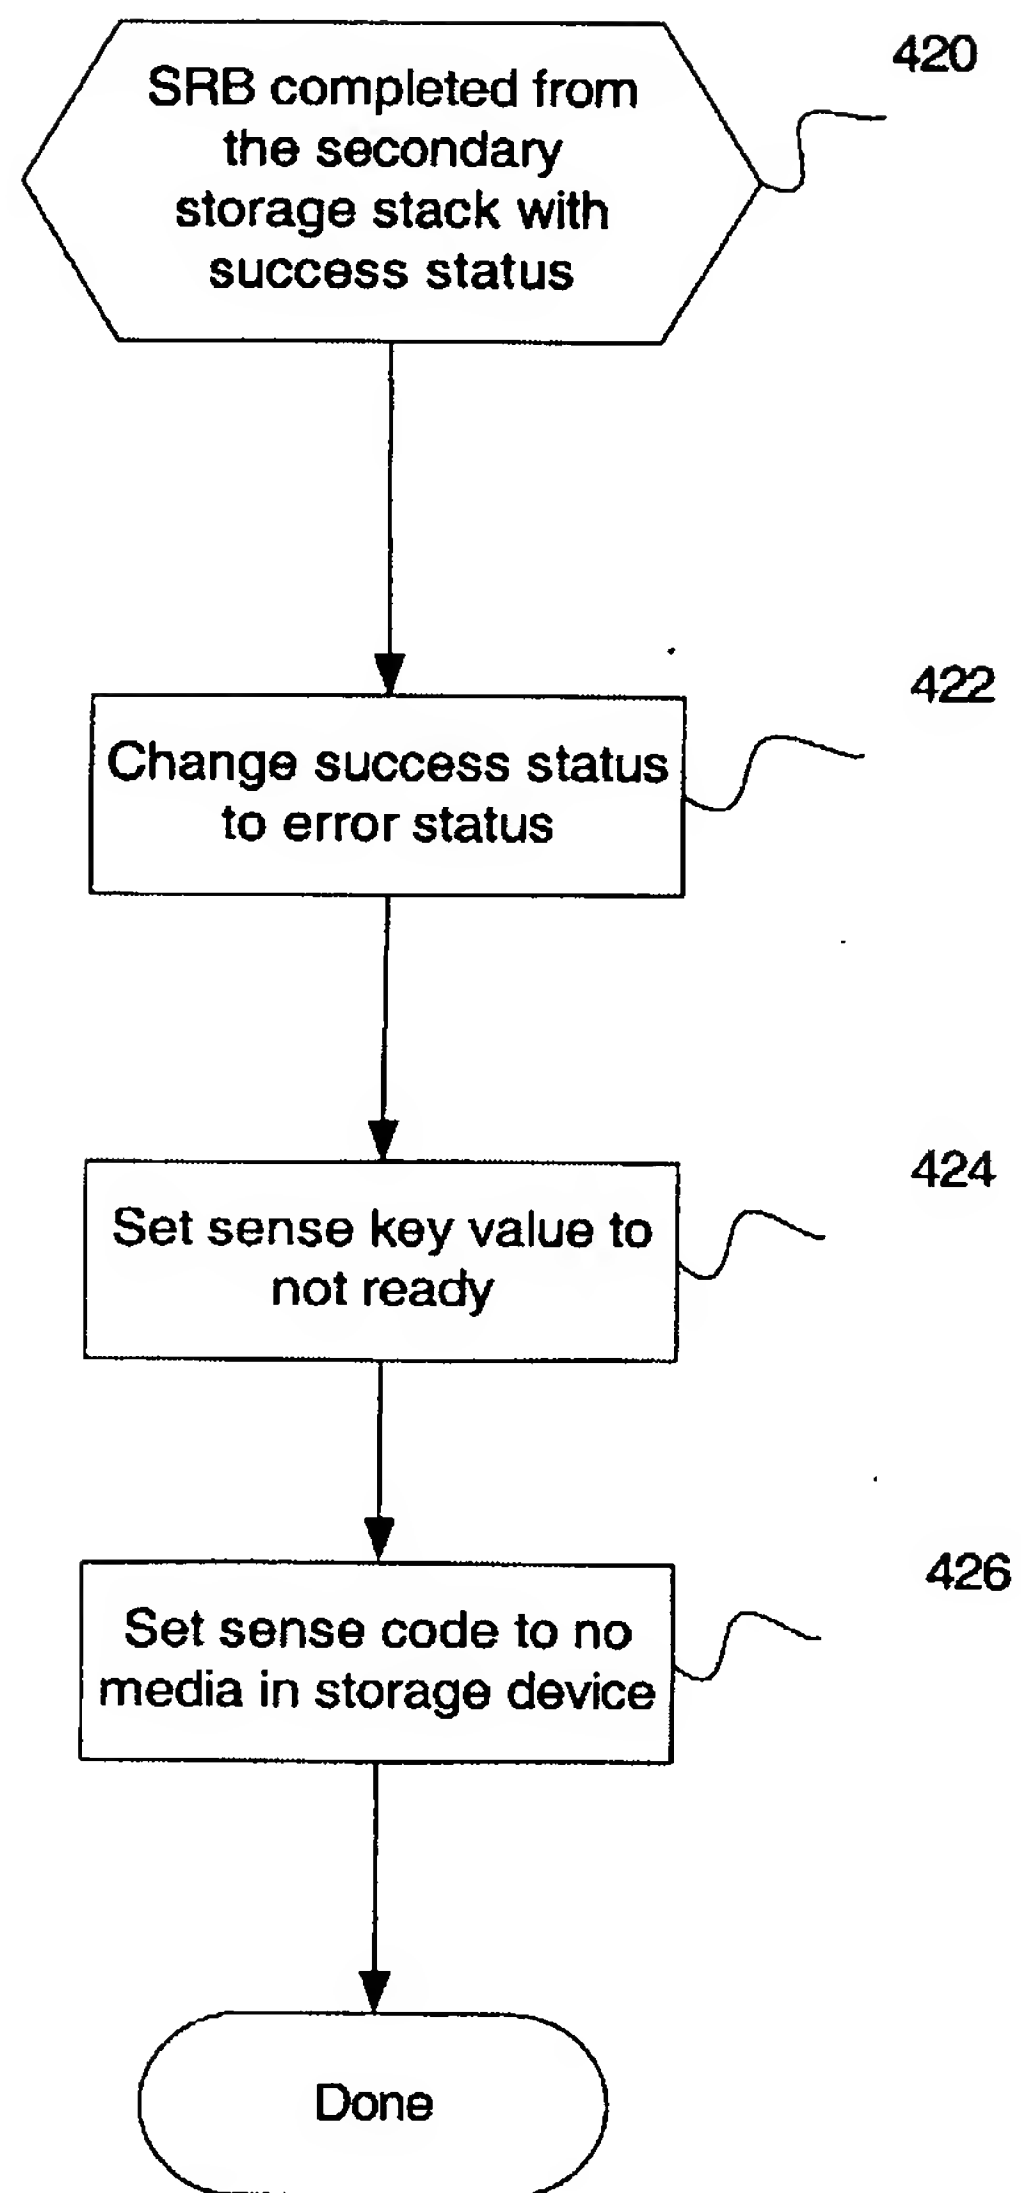 420
SRB completed from
the secondary
storage stack with
success status
422
Change success status
to error status
424
Set sense key value to
not ready
426
Set sense code to no
media in storage device
Done